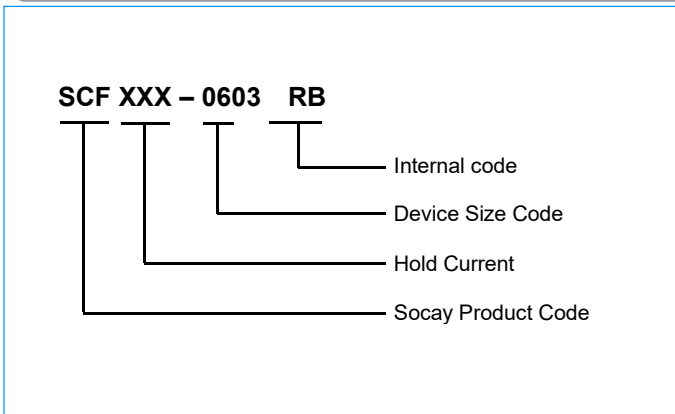 SCF XXX – 0603 RB
Internal code
Device Size Code
Hold Current
Socay Product Code